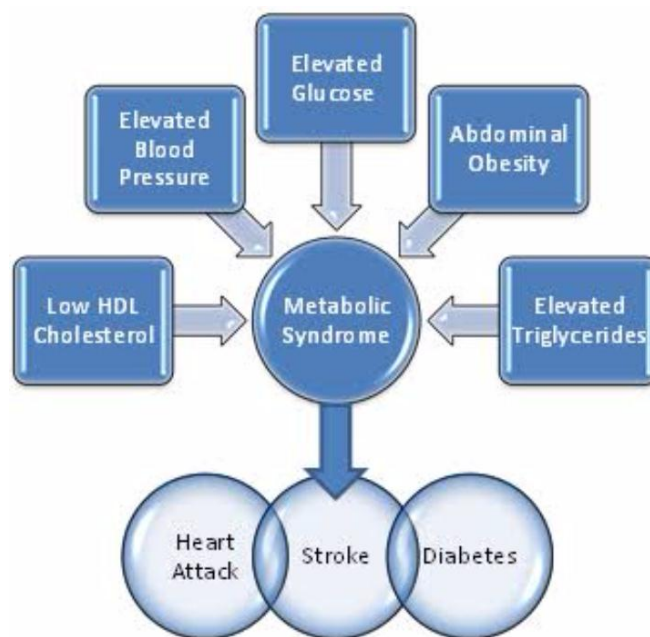 Elevated
Glucose
Elevated
Blood
Pressure
Abdominal
Obesity
Low HDL
Cholesterol
Metabolic
Syndrome
Elevated
Triglycerides
Heart
Attack
Stroke
Diabetes